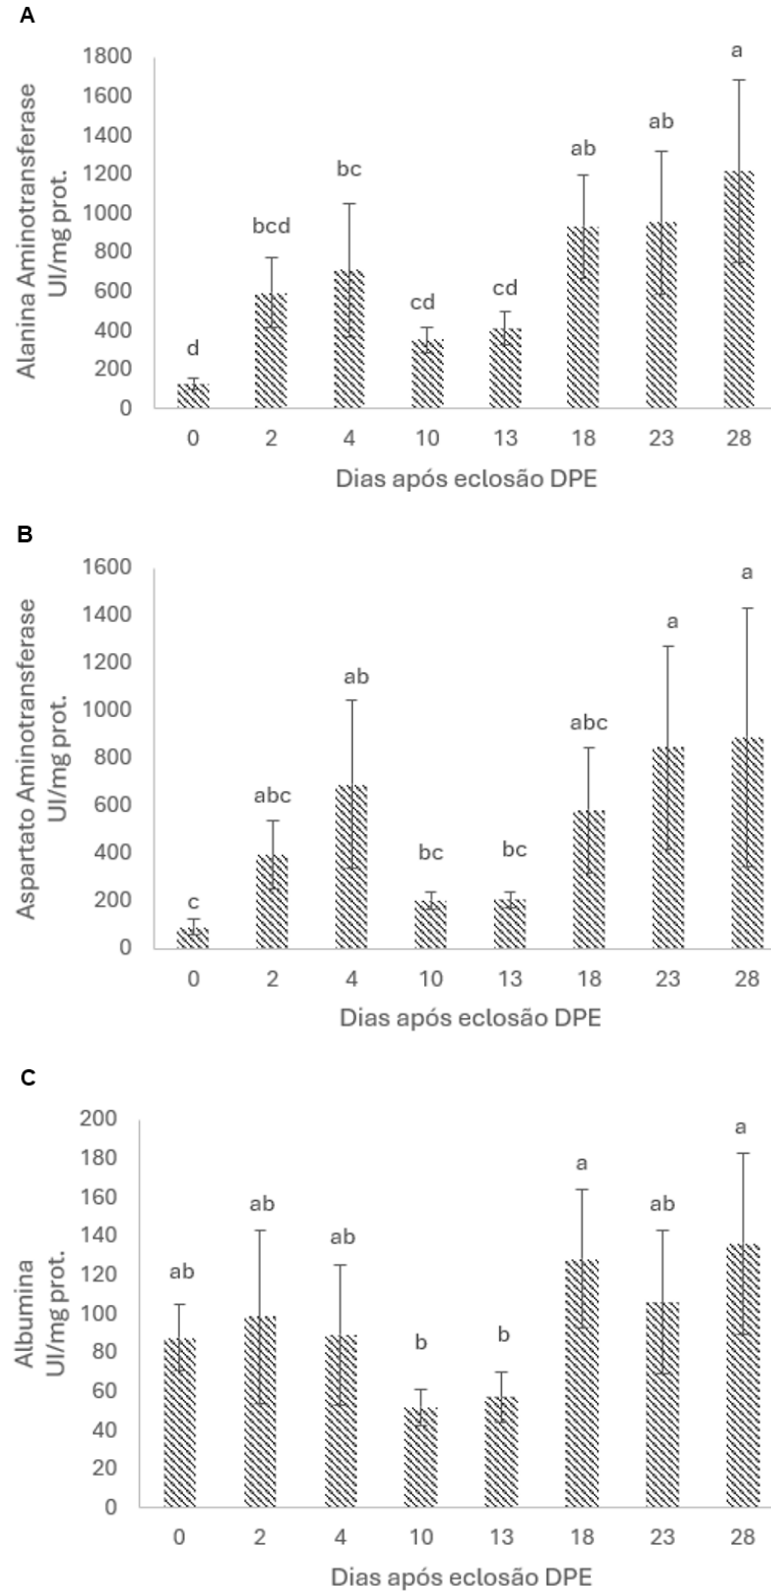 A
Alanina Aminotransferase
UI/mg prot.
1800
1600
1400
1200
1000
800
600
400
200
0
d
bcd
bc
cd
cd
ab
ab
a
0 2 4 10 13 18 23 28
Dias após eclosão DPE
B
Aspartato Aminotransferase
UI/mg prot.
1600
1400
1200
1000
800
600
400
200
0
c
abc
ab
bc
bc
abc
a
a
0 2 4 10 13 18 23 28
Dias após eclosão DPE
C
Albumina
UI/mg prot.
200
180
160
140
120
100
80
60
40
20
0
ab
ab
ab
b
b
a
ab
a
0 2 4 10 13 18 23 28
Dias após eclosão DPE